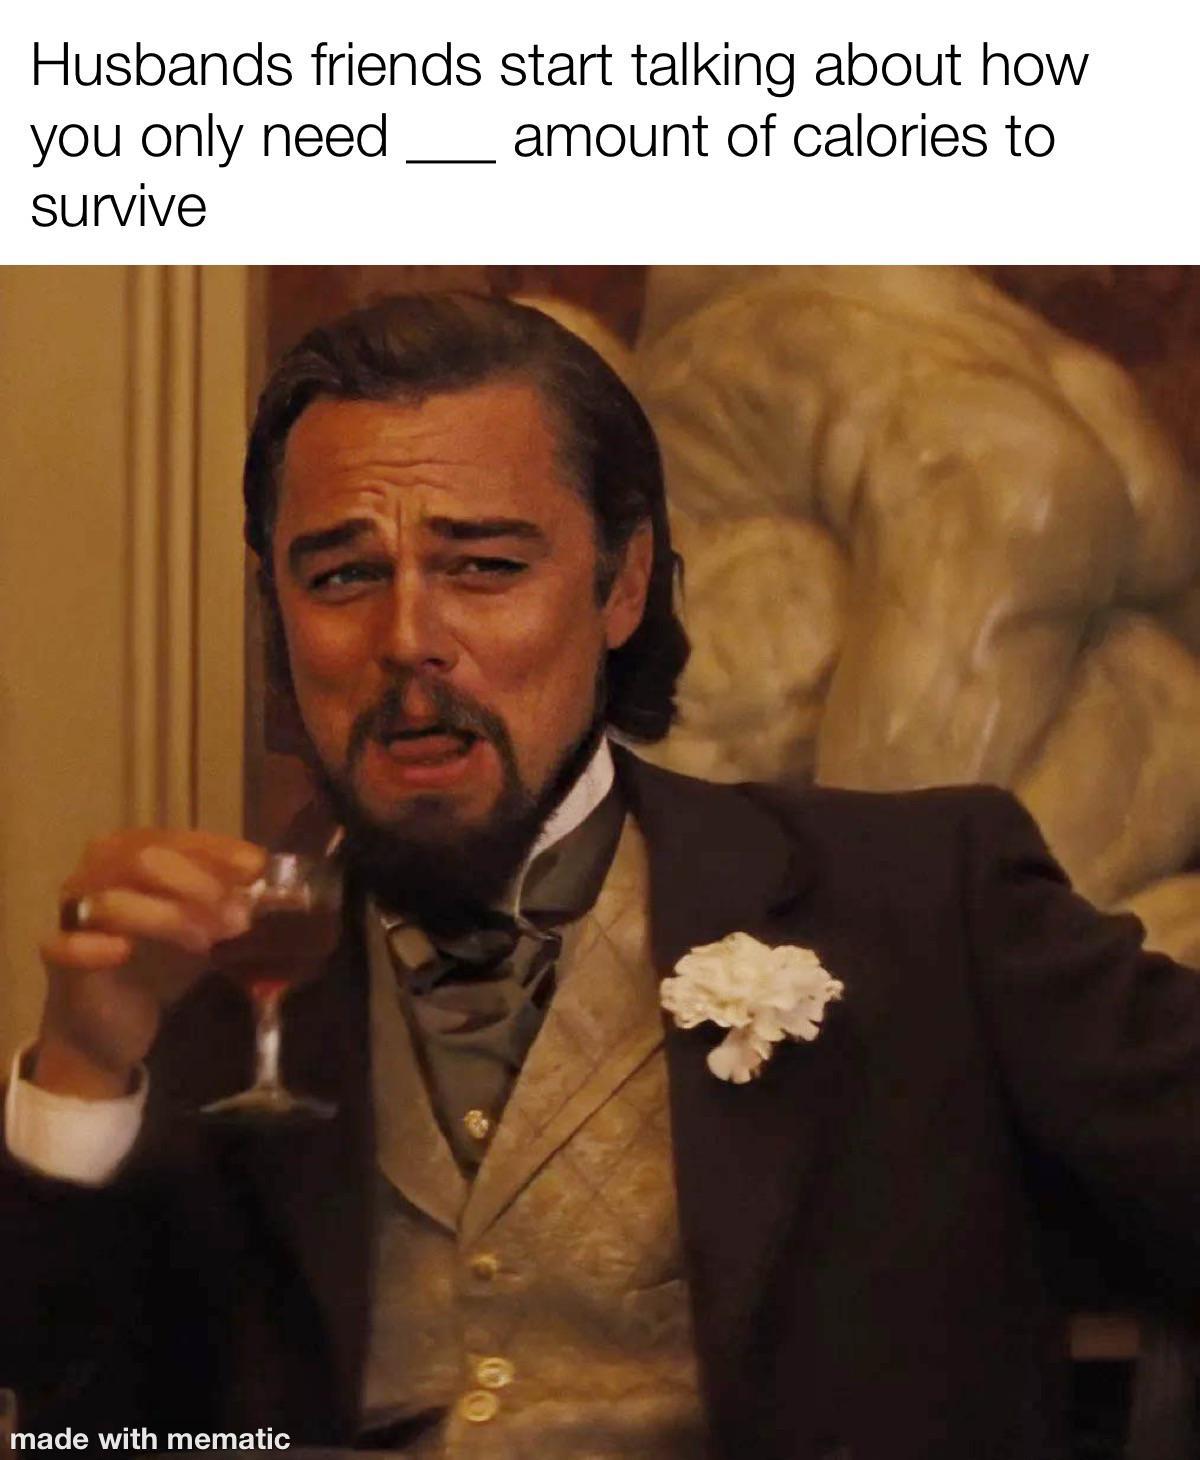 Husbands friends start talking about how
you only need ___ amount of calories to
survive
made with mematic